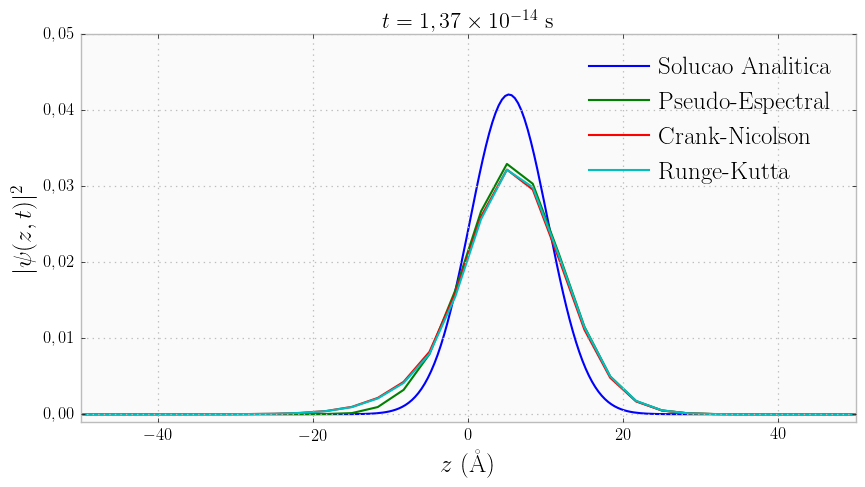 t = 1,37 × 10⁻¹⁴ s
|ψ(z, t)|²
0,05
0,04
0,03
0,02
0,01
0,00
Solucao Analitica
Pseudo-Espectral
Crank-Nicolson
Runge-Kutta
−40
−20
0
20
40
z (Å)